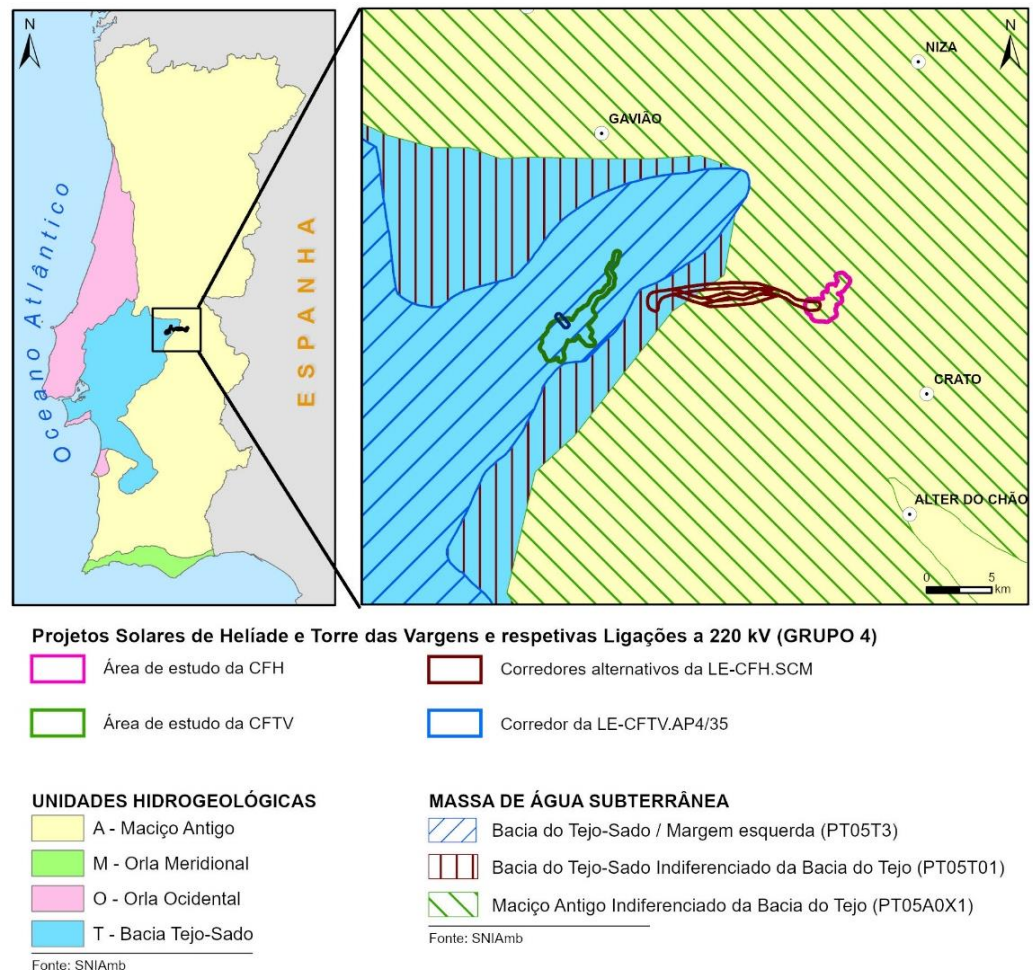 N
Oceano Atlântico
ESPANHA
N
NIZA
GAVIÃO
CRATO
ALTER DO CHÃO
0 5
km
Projetos Solares de Helíade e Torre das Vargens e respetivas Ligações a 220 kV (GRUPO 4)
Área de estudo da CFH
Corredores alternativos da LE-CFH.SCM
Área de estudo da CFTV
Corredor da LE-CFTV.AP4/35
UNIDADES HIDROGEOLÓGICAS
A - Maciço Antigo
M - Orla Meridional
O - Orla Ocidental
T - Bacia Tejo-Sado
Fonte: SNIAmb
MASSA DE ÁGUA SUBTERRÂNEA
Bacia do Tejo-Sado / Margem esquerda (PT05T3)
Bacia do Tejo-Sado Indiferenciado da Bacia do Tejo (PT05T01)
Maciço Antigo Indiferenciado da Bacia do Tejo (PT05A0X1)
Fonte: SNIAmb